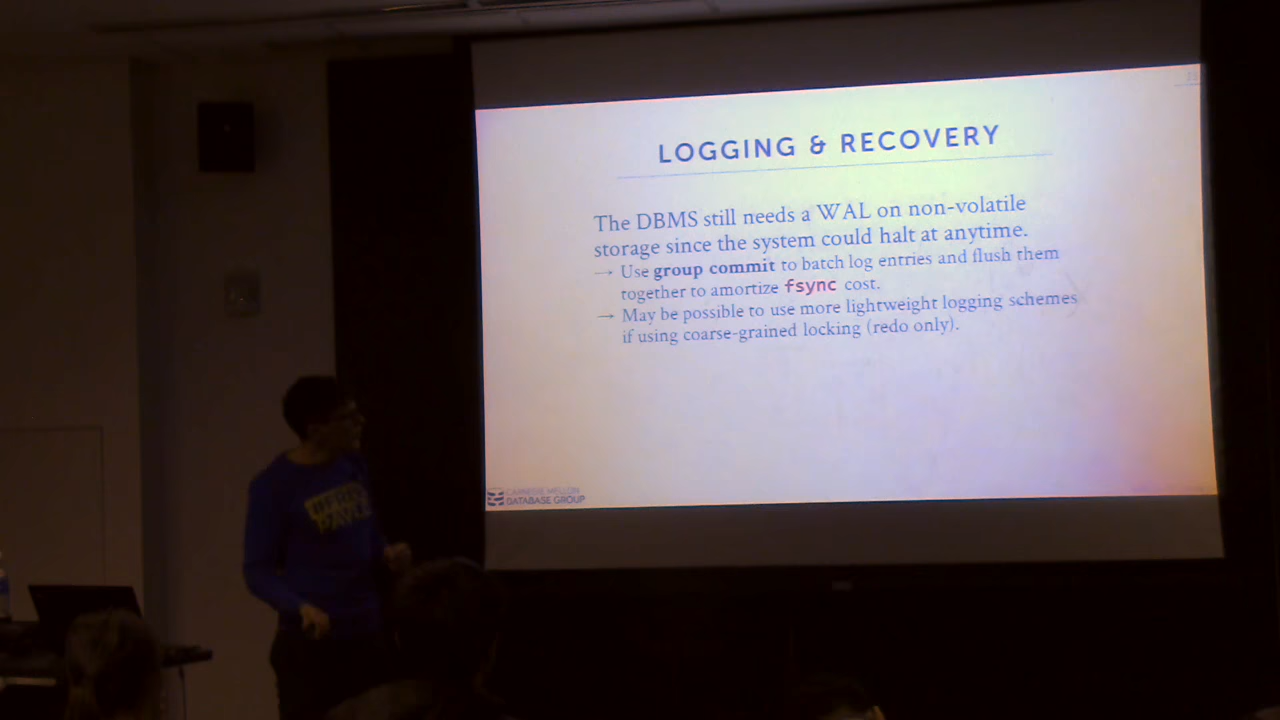 LOGGING & RECOVERY
The DBMS still needs a WAL on non-volatile
storage since the system could halt at anytime.
→ Use group commit to batch log entries and flush them
together to amortize fsync cost.
→ May be possible to use more lightweight logging schemes
if using coarse-grained locking (redo only).
CARNEGIE MELLON
DATABASE GROUP